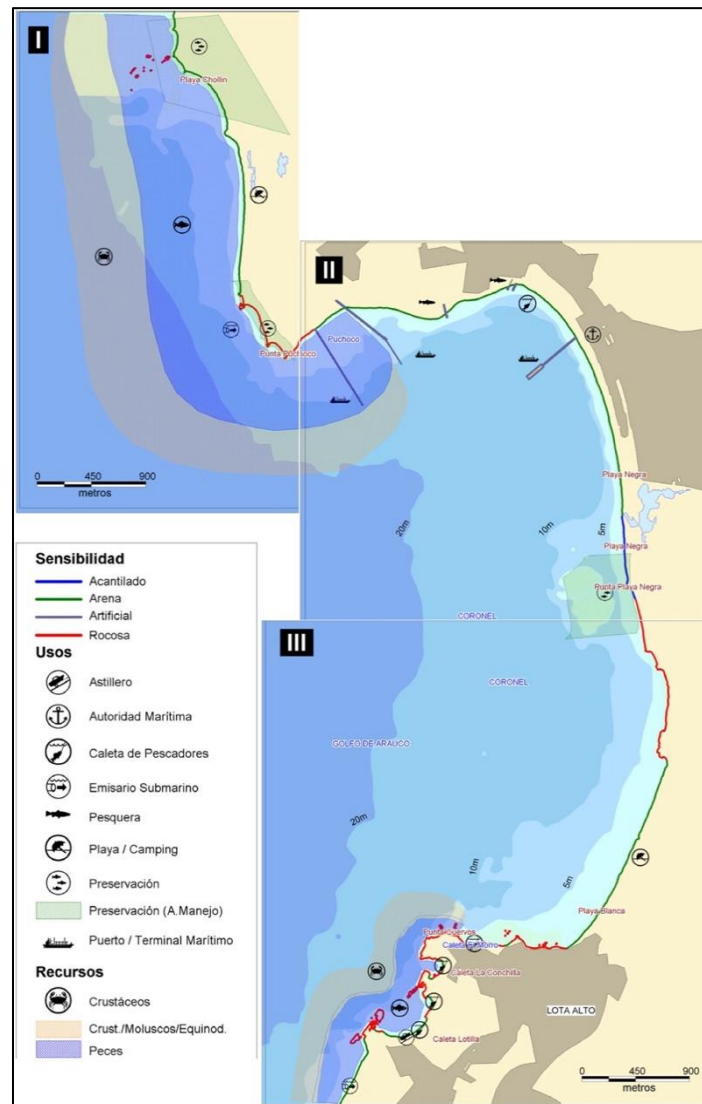 I
Playa Chollin
Punta Puchoco
0 450 900
metros
II
Puchoco
20m
10m
5m
Playa Negra
Playa Negra
Punta Playa Negra
CORONEL
III
CORONEL
GOLFO DE ARAUCO
20m
10m
5m
Playa Blanca
Punta Cuervos
Caleta El Morro
Caleta La Conchilla
Caleta Lotilla
LOTA ALTO
0 450 900
metros
Sensibilidad
Acantilado
Arena
Artificial
Rocosa
Usos
Astillero
Autoridad Marítima
Caleta de Pescadores
Emisario Submarino
Pesquera
Playa / Camping
Preservación
Preservación (A.Manejo)
Puerto / Terminal Marítimo
Recursos
Crustáceos
Crust./Moluscos/Equinod.
Peces